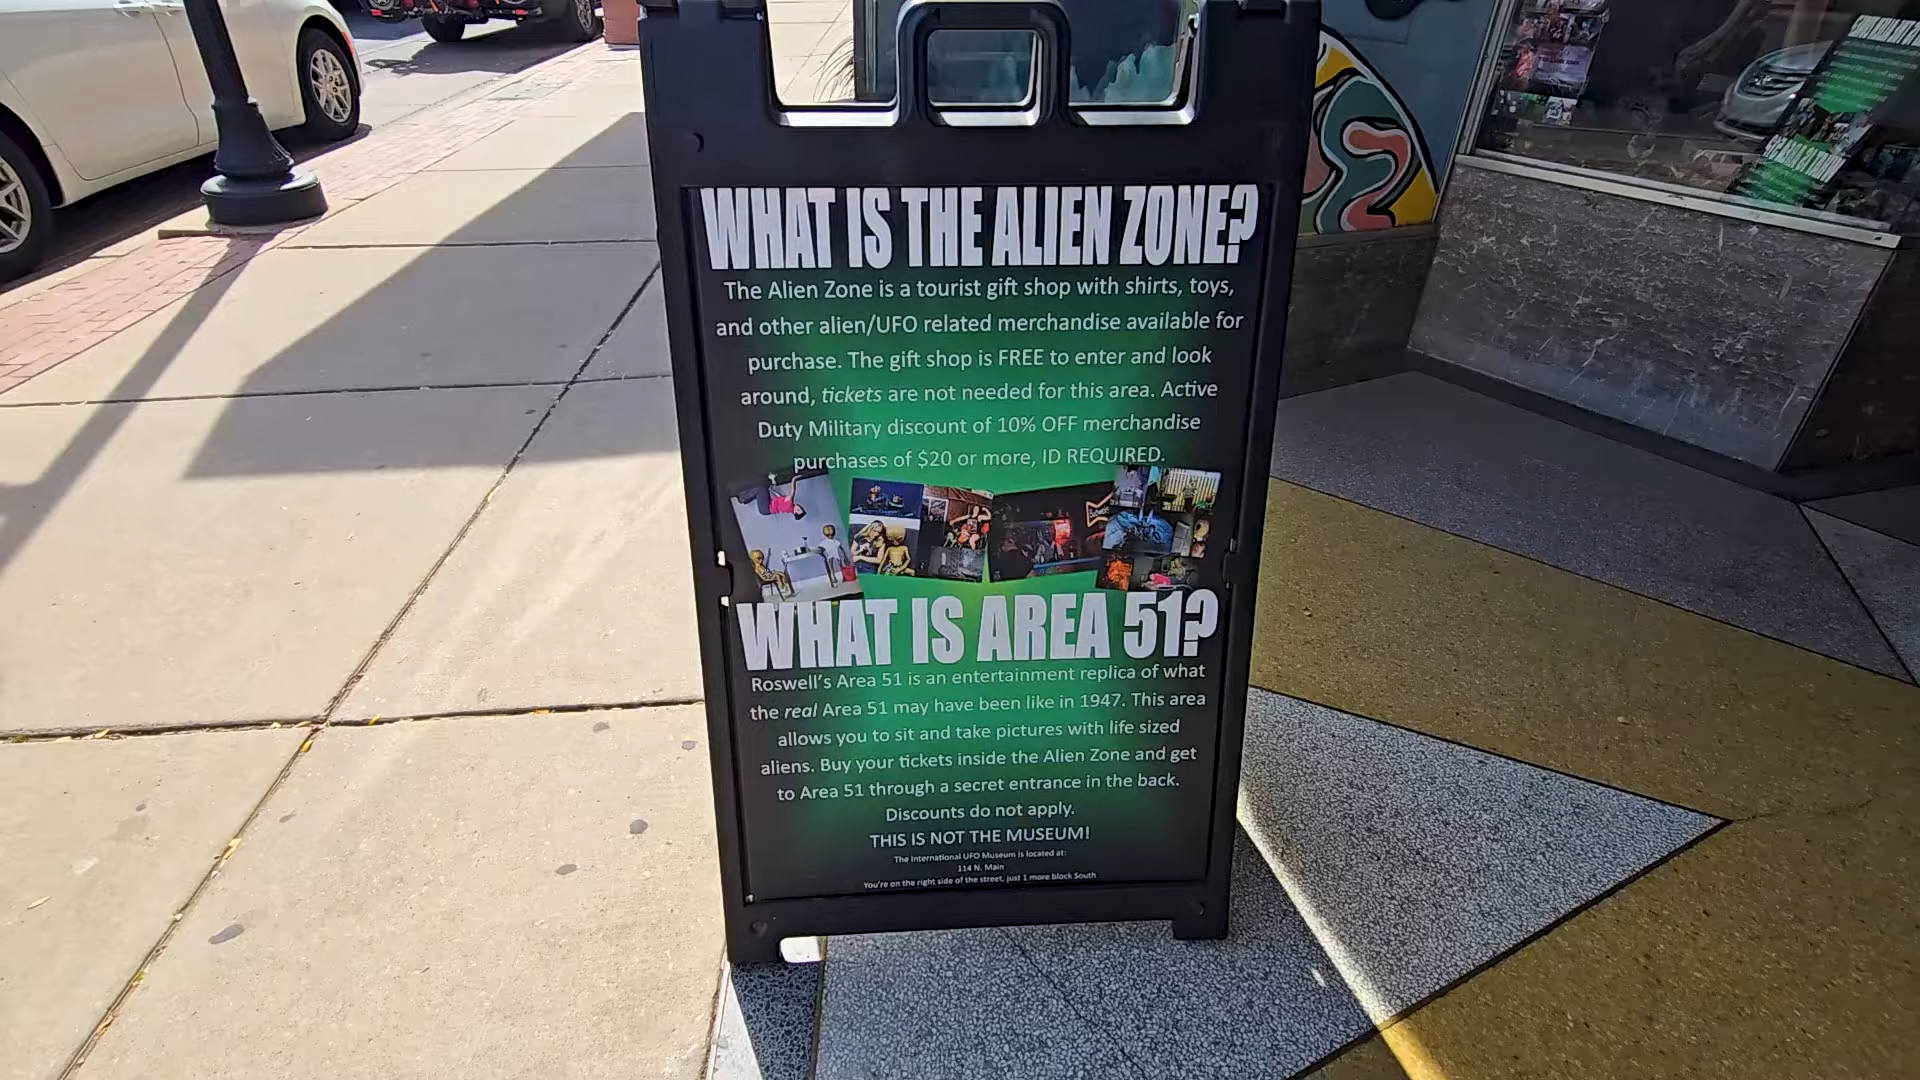 WHAT IS THE ALIEN ZONE?
The Alien Zone is a tourist gift shop with shirts, toys,
and other alien/UFO related merchandise available for
purchase. The gift shop is FREE to enter and look
around, tickets are not needed for this area. Active
Duty Military discount of 10% OFF merchandise
purchases of $20 or more, ID REQUIRED.
WHAT IS AREA 51?
Roswell's Area 51 is an entertainment replica of what
the real Area 51 may have been like in 1947. This area
allows you to sit and take pictures with life sized
aliens. Buy your tickets inside the Alien Zone and get
to Area 51 through a secret entrance in the back.
Discounts do not apply.
THIS IS NOT THE MUSEUM!
The International UFO Museum is located at:
114 N. Main
You're on the right side of the street, just 1 more block South